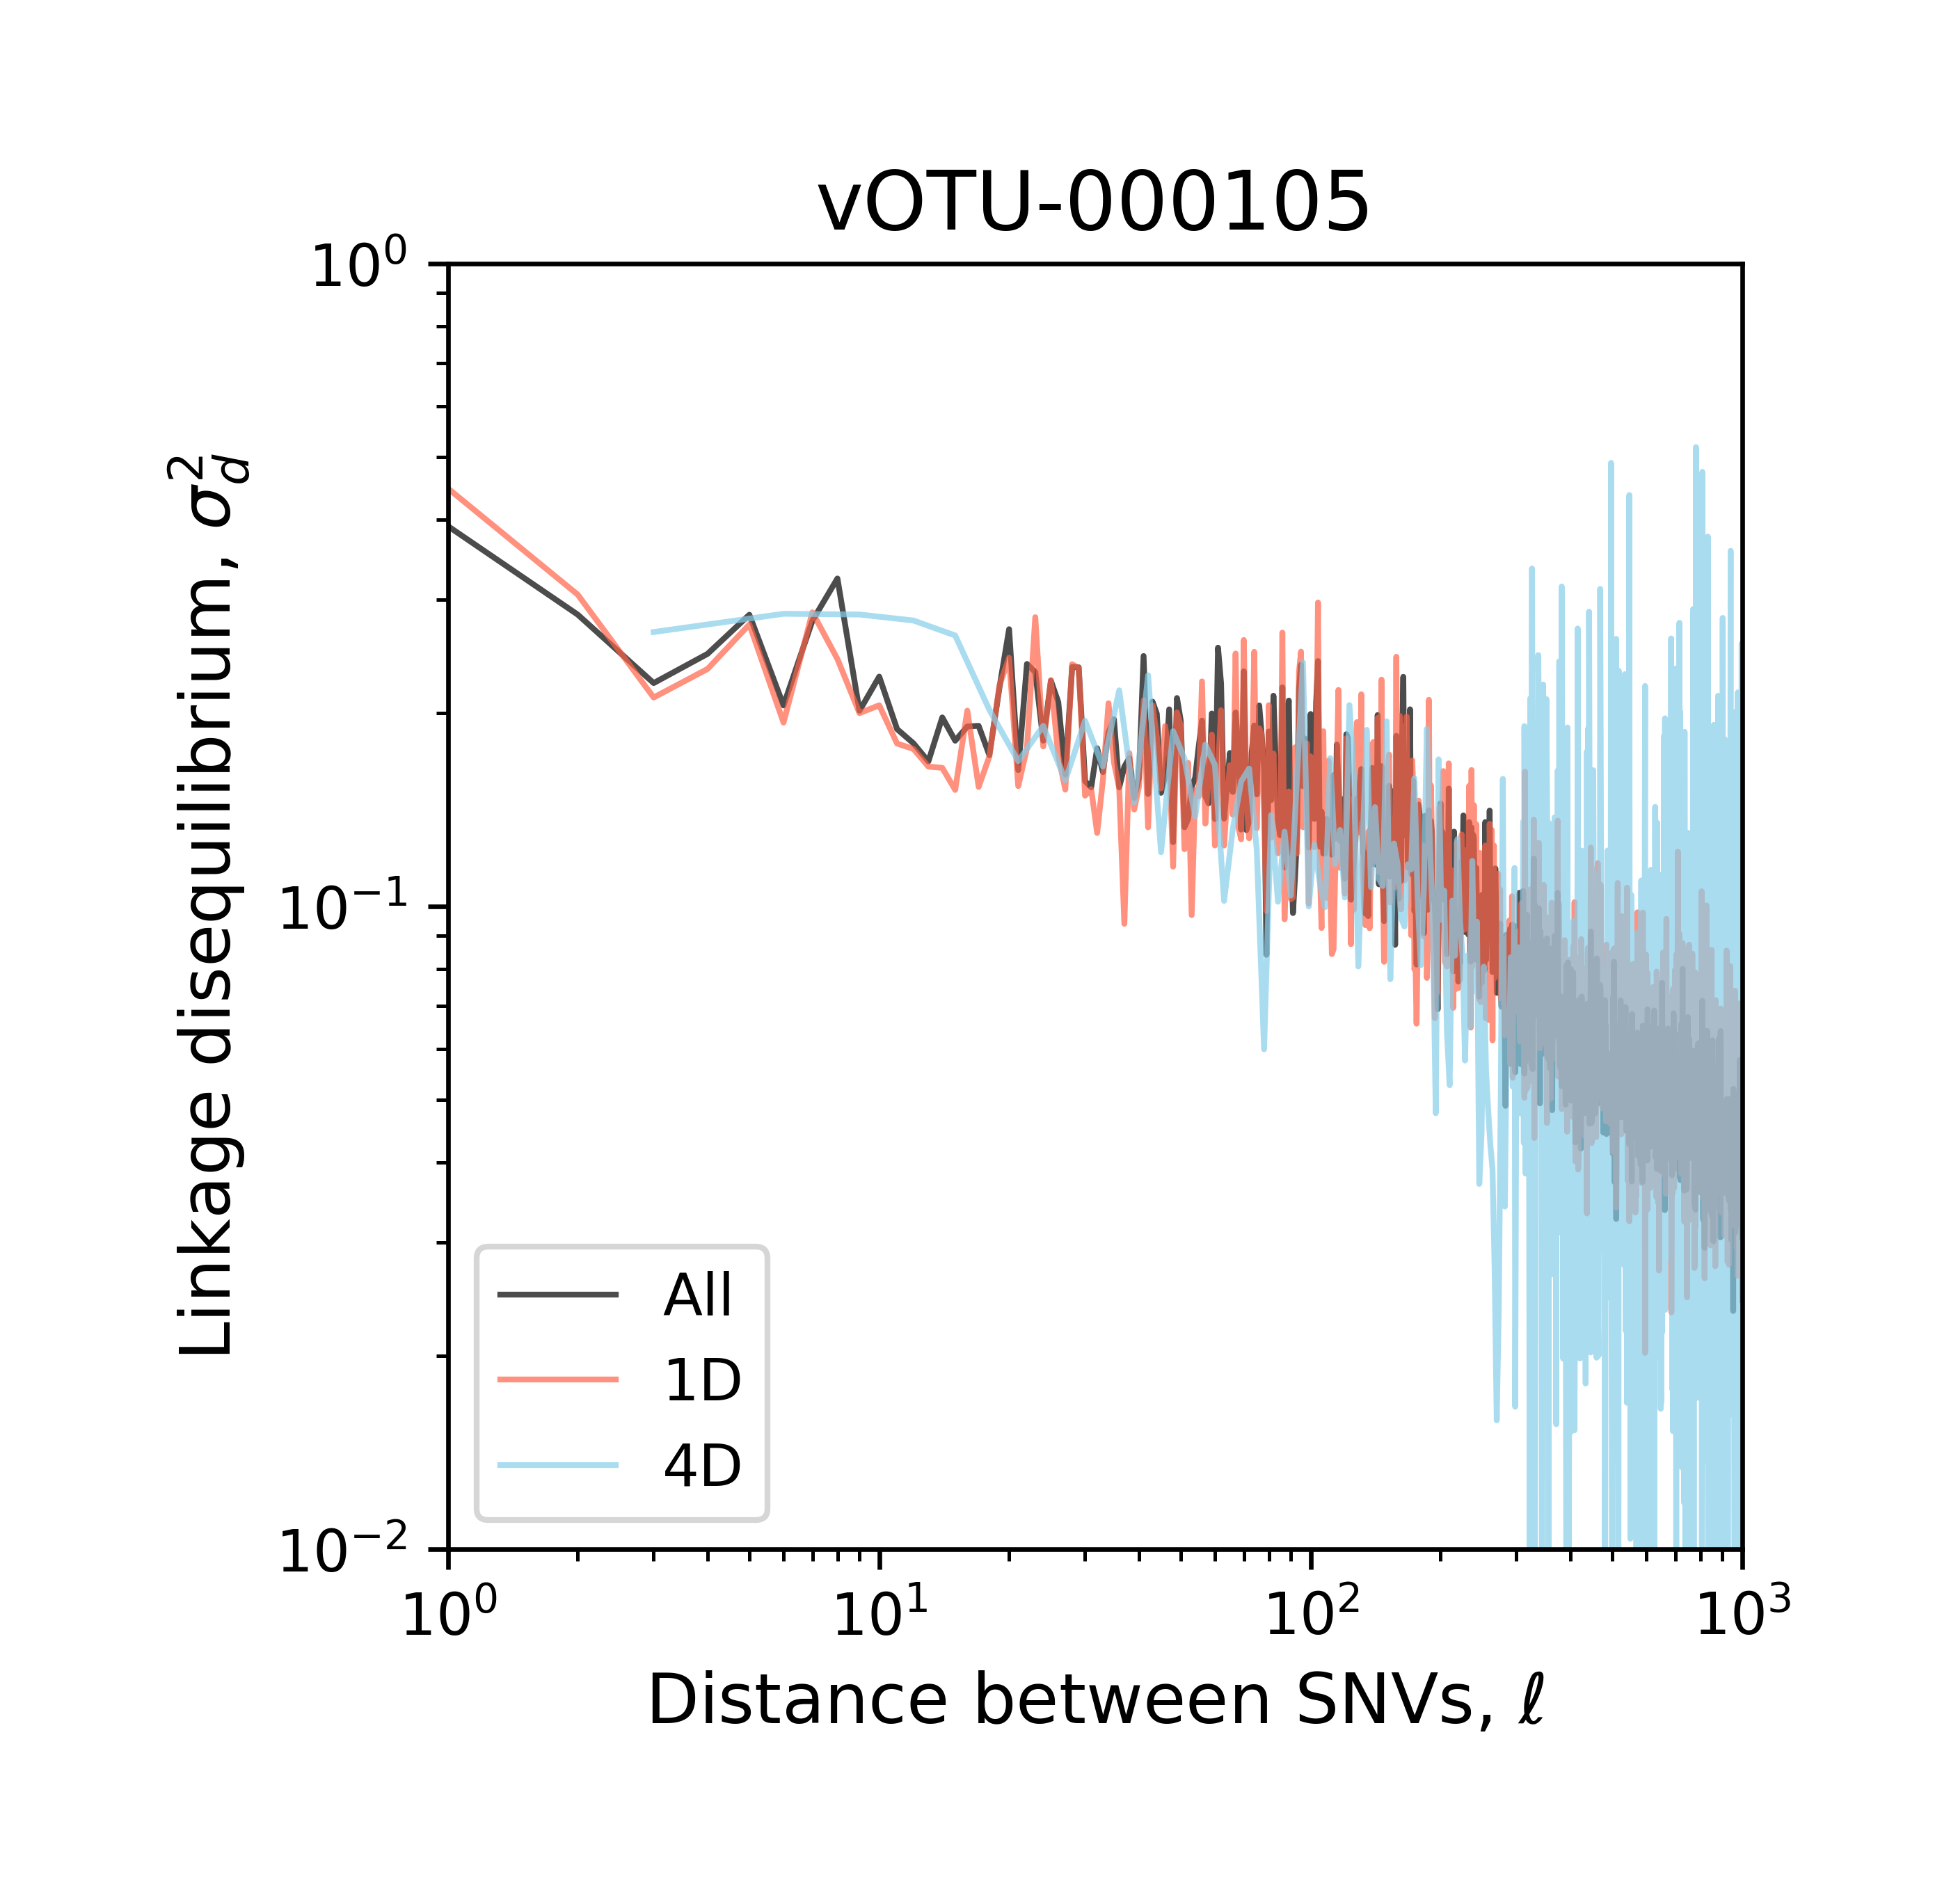 vOTU-000105
Linkage disequilibrium, σ²_d
10⁰
10⁻¹
10⁻²
All
1D
4D
10⁰ 10¹ 10² 10³
Distance between SNVs, ℓ